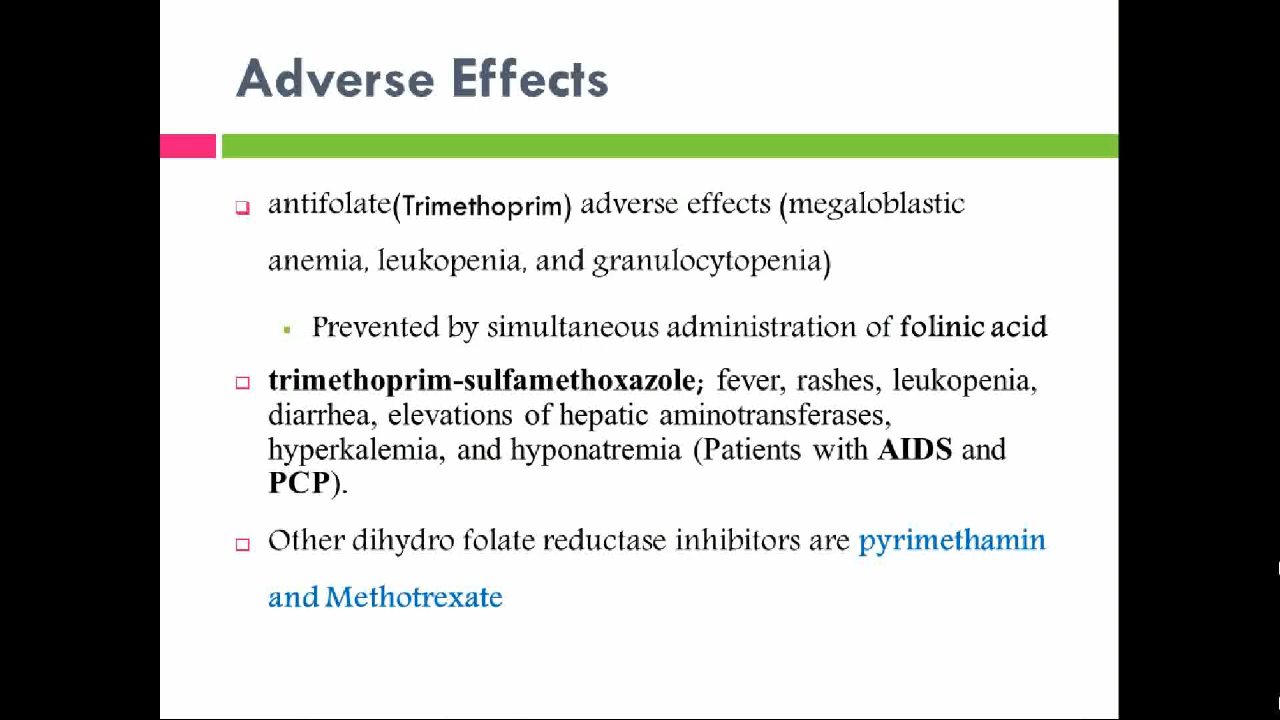 Adverse Effects
antifolate(Trimethoprim) adverse effects (megaloblastic
anemia, leukopenia, and granulocytopenia)
Prevented by simultaneous administration of folinic acid
trimethoprim-sulfamethoxazole; fever, rashes, leukopenia,
diarrhea, elevations of hepatic aminotransferases,
hyperkalemia, and hyponatremia (Patients with AIDS and
PCP).
Other dihydro folate reductase inhibitors are pyrimethamin
and Methotrexate